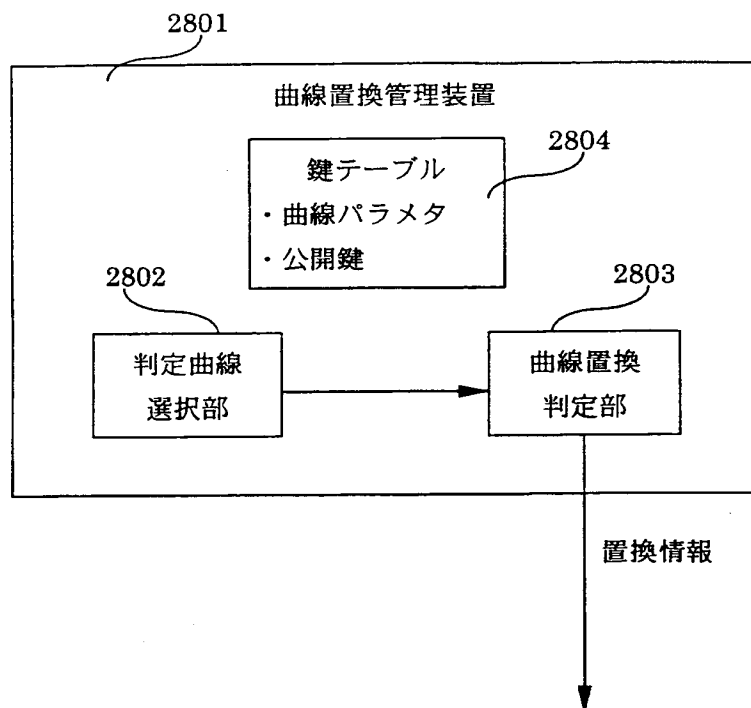 2801
曲線置換管理装置
2804
鍵テーブル
・曲線パラメタ
・公開鍵
2802
2803
判定曲線
選択部
曲線置換
判定部
置換情報